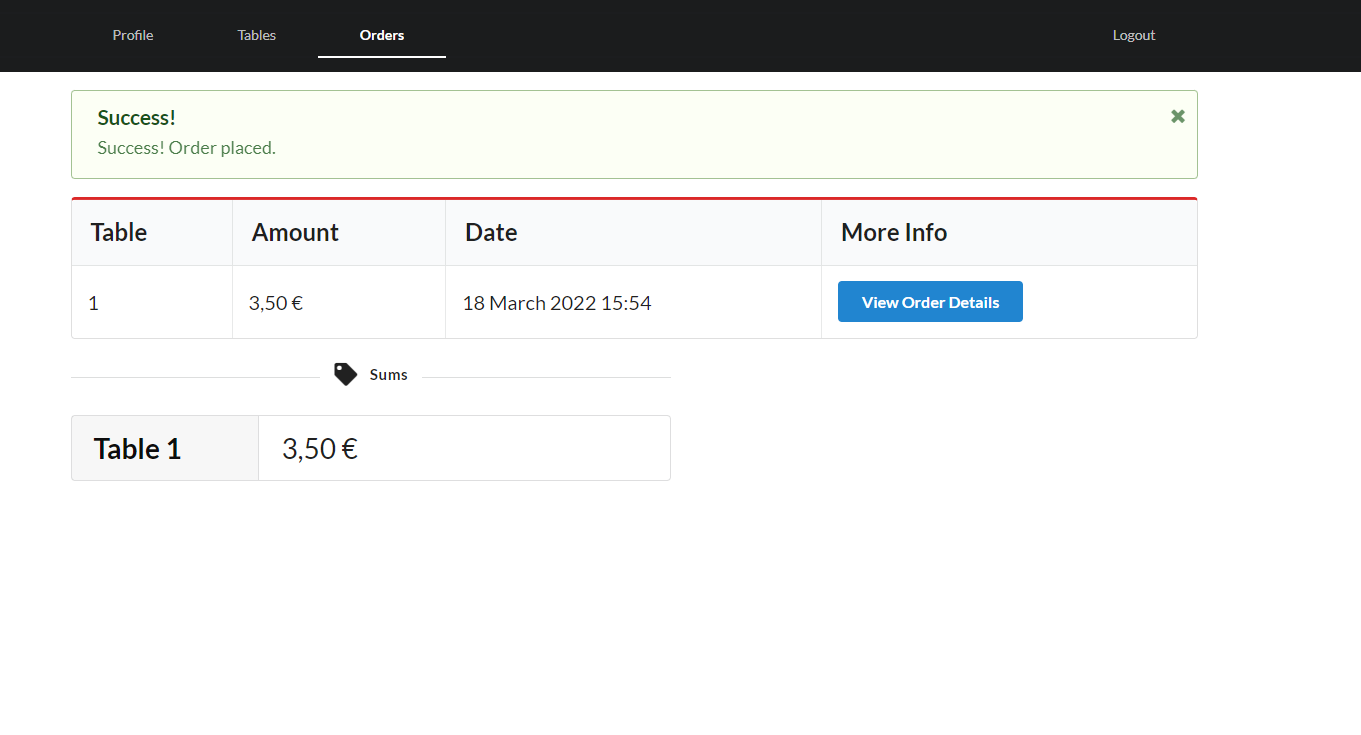 Profile Tables Orders Logout
Success!
Success! Order placed.
Table Amount Date More Info
1 3,50 € 18 March 2022 15:54 View Order Details
Sums
Table 1 3,50 €